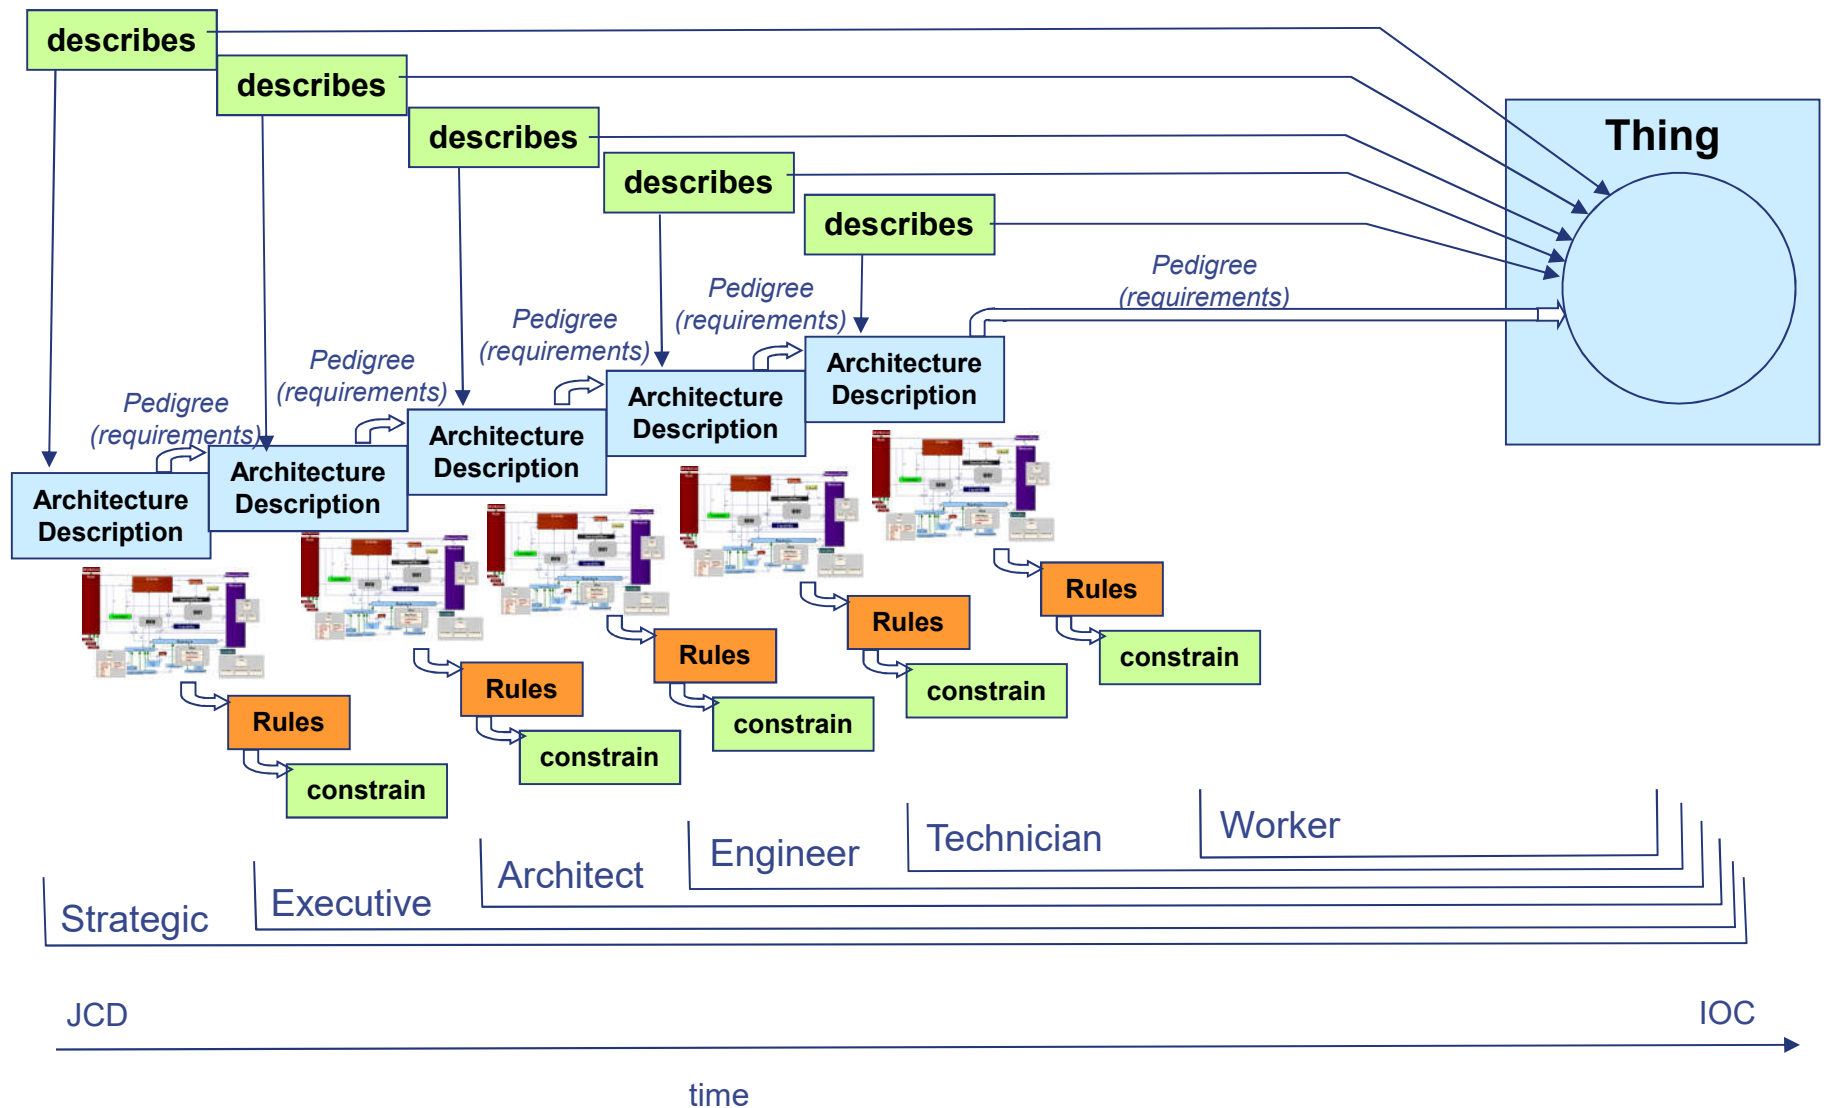 describes
describes
describes
describes
describes
Thing
Pedigree
(requirements)
Pedigree
(requirements)
Pedigree
(requirements)
Pedigree
(requirements)
Pedigree
(requirements)
Architecture
Description
Architecture
Description
Architecture
Description
Architecture
Description
Architecture
Description
Rules
constrain
Rules
constrain
Rules
constrain
Rules
constrain
Rules
constrain
Strategic
Executive
Architect
Engineer
Technician
Worker
JCD
IOC
time